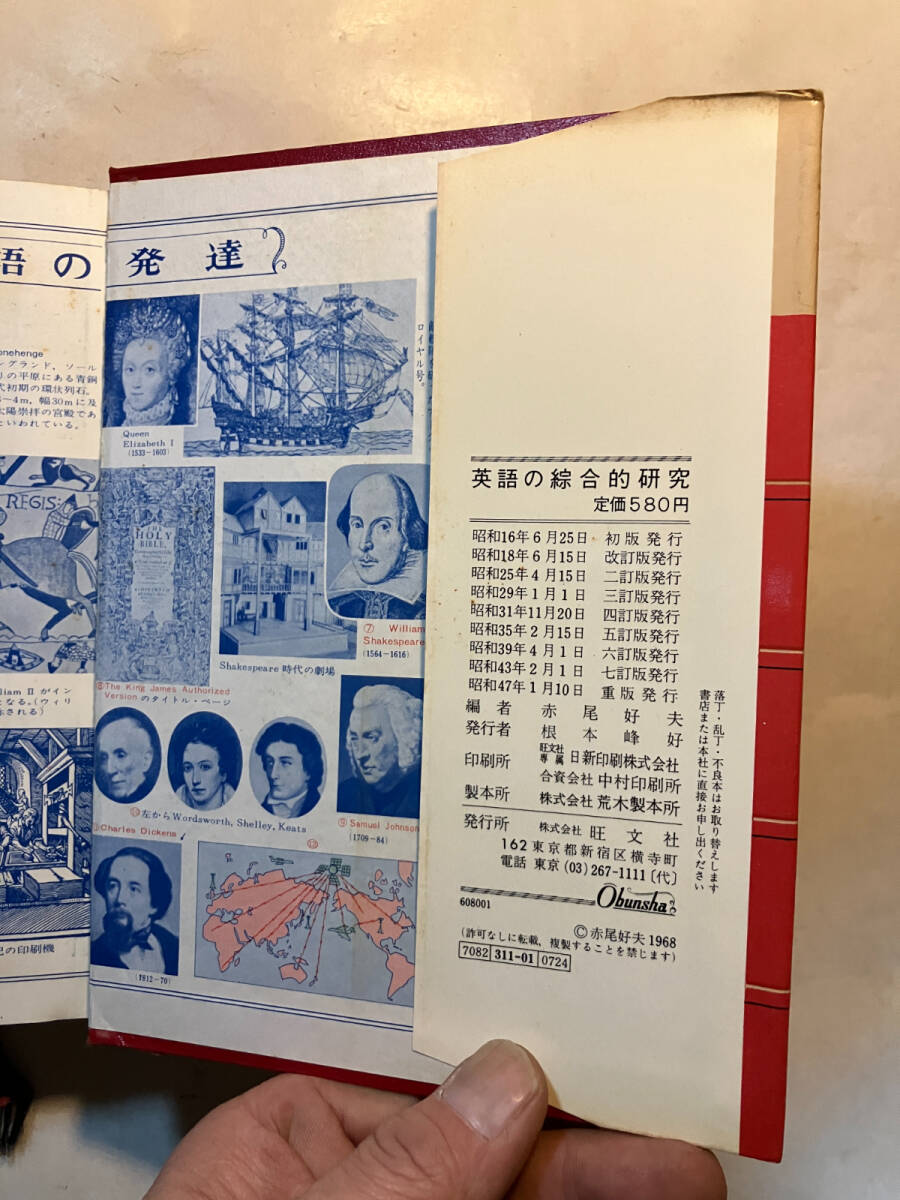 語の発達
onehenge
ングランド，ソール
リの平原にある青銅
代初期の環状列石。
～4m，幅30mに及
太陽崇拝の宮殿であ
といわれている。
REGIS:
lliam II がイン
となる。(ウィリ
される)
紀の印刷機
Queen
Elizabeth I
(1533－1603)
ロイヤル号。
HOLY
BIBLE,
Shakespeare 時代の劇場
⑦ William
Shakespeare
(1564－1616)
⑧The King James Authorized
Version のタイトル・ページ
⑩左からWordsworth, Shelley, Keats
⑨ Samuel Johnson
(1709－84)
Charles Dickens
(1812－70)
英語の綜合的研究
定価580円
昭和16年6月25日 初版発行
昭和18年6月15日 改訂版発行
昭和25年4月15日 二訂版発行
昭和29年1月1日 三訂版発行
昭和31年11月20日 四訂版発行
昭和35年2月15日 五訂版発行
昭和39年4月1日 六訂版発行
昭和43年2月1日 七訂版発行
昭和47年1月10日 重版発行
編者 赤尾好夫
発行者 根本峰好
印刷所 旺文社専属 日新印刷株式会社
合資会社 中村印刷所
製本所 株式会社 荒木製本所
発行所 株式会社 旺文社
162 東京都新宿区横寺町
電話 東京 (03) 267-1111〔代〕
Obunsha
608001
©赤尾好夫1968
(許可なしに転載，複製することを禁じます)
7082 311-01 0724
落丁・乱丁・不良本はお取り替えします
書店または本社に直接お申し出ください